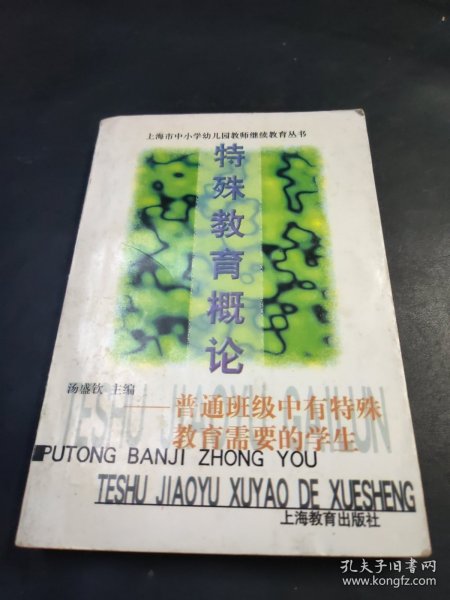 上海市中小学幼儿园教师继续教育丛书
特殊教育概论
汤盛钦 主编
TESHU JIAOYU GAILUN
——普通班级中有特殊
教育需要的学生
PUTONG BANJI ZHONG YOU
TESHU JIAOYU XUYAO DE XUESHENG
上海教育出版社
孔夫子旧书网
www.kongfz.com